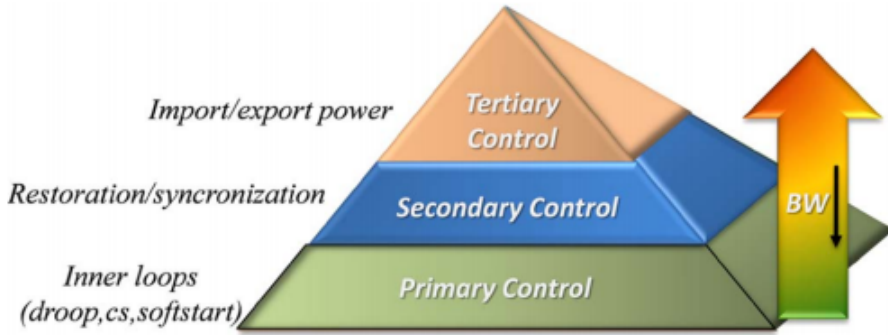 Import/export power
Tertiary
Control
Restoration/syncronization
Secondary Control
BW
Inner loops
(droop,cs,softstart)
Primary Control